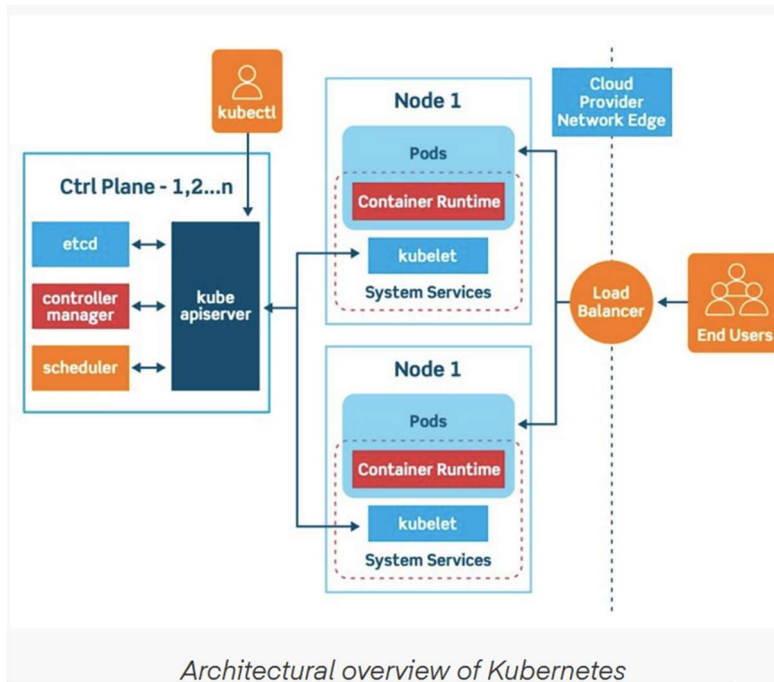 kubectl
Ctrl Plane - 1,2...n
etcd
controller
manager
scheduler
kube
apiserver
Node 1
Pods
Container Runtime
kubelet
System Services
Node 1
Pods
Container Runtime
kubelet
System Services
Cloud
Provider
Network Edge
Load
Balancer
End Users
Architectural overview of Kubernetes